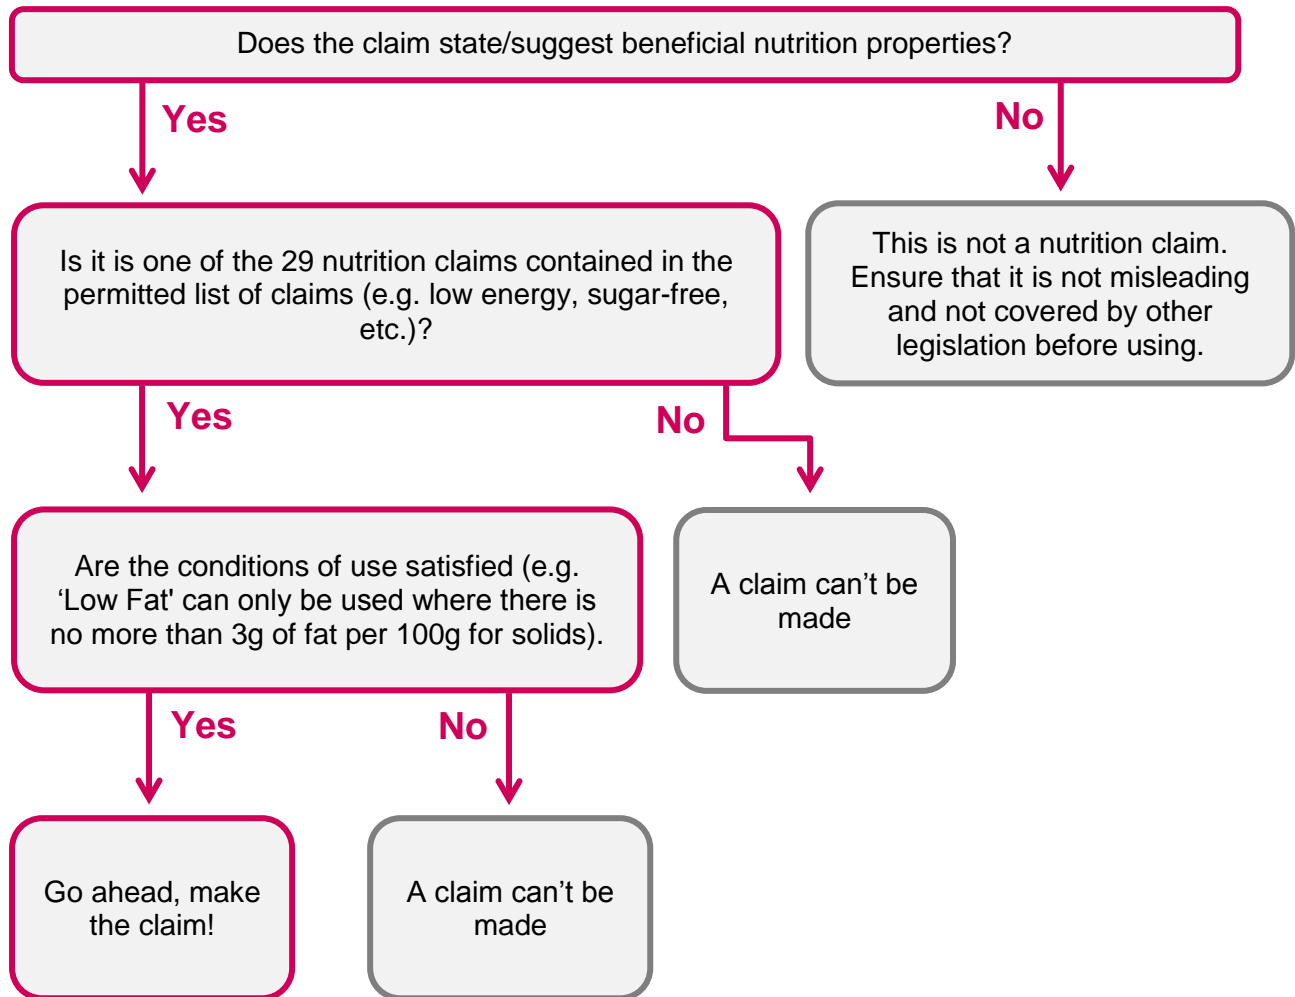 Does the claim state/suggest beneficial nutrition properties?
Yes
No
Is it is one of the 29 nutrition claims contained in the
permitted list of claims (e.g. low energy, sugar-free,
etc.)?
This is not a nutrition claim.
Ensure that it is not misleading
and not covered by other
legislation before using.
Yes
No
Are the conditions of use satisfied (e.g.
‘Low Fat' can only be used where there is
no more than 3g of fat per 100g for solids).
A claim can’t be
made
Yes
No
Go ahead, make
the claim!
A claim can’t be
made